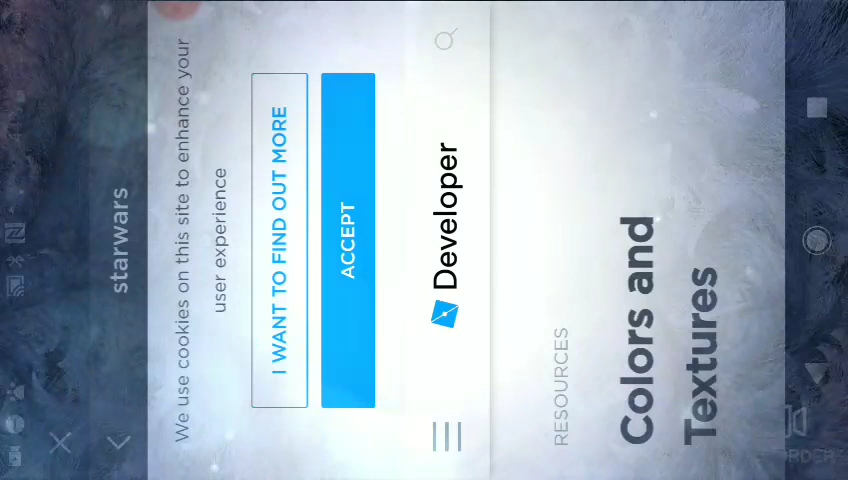 starwars
We use cookies on this site to enhance your
user experience
I WANT TO FIND OUT MORE
ACCEPT
Developer
RESOURCES
Colors and
Textures